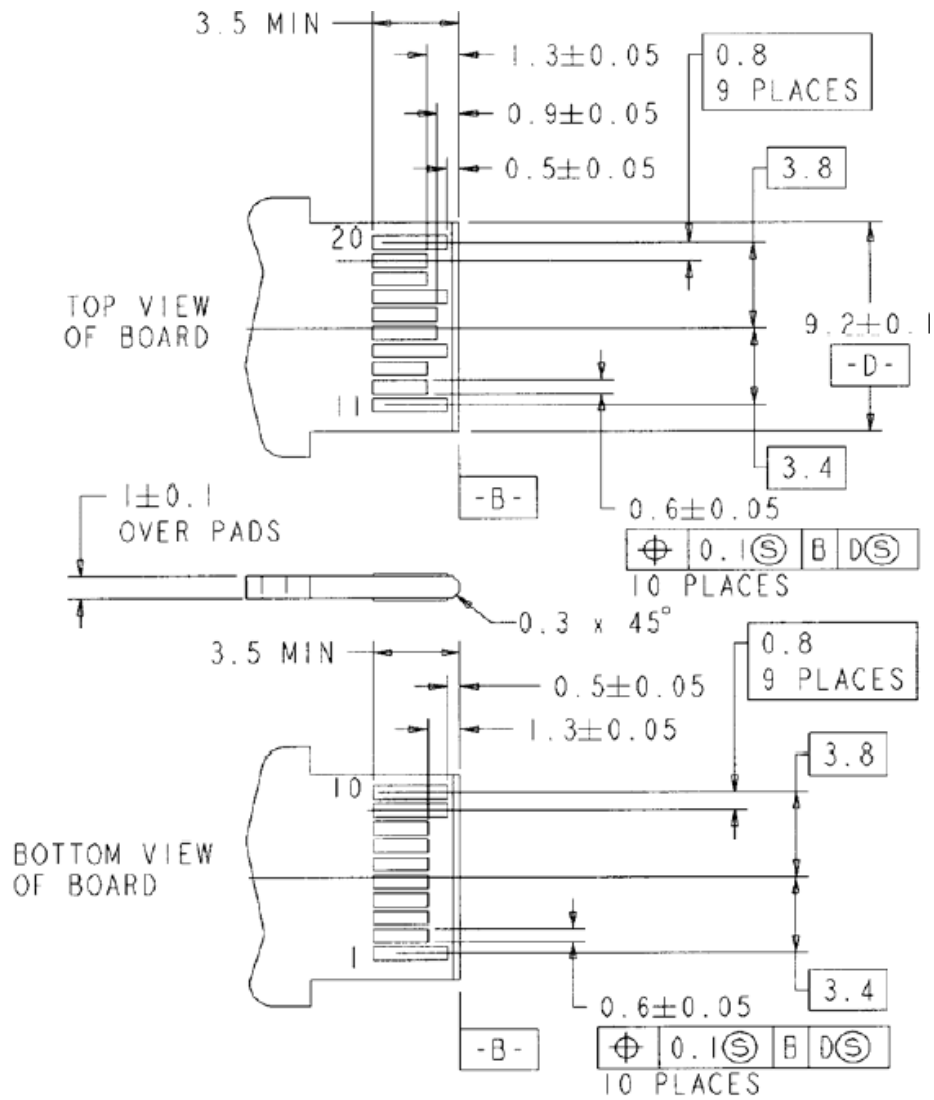 3.5 MIN
1.3±0.05
0.8
9 PLACES
0.9±0.05
0.5±0.05
3.8
20
TOP VIEW
OF BOARD
9.2±0.1
-D-
11
3.4
-B-
1±0.1
OVER PADS
0.6±0.05
⌖ 0.1Ⓢ B DⓈ
10 PLACES
0.3 x 45°
3.5 MIN
0.8
9 PLACES
0.5±0.05
1.3±0.05
3.8
10
BOTTOM VIEW
OF BOARD
1
3.4
0.6±0.05
-B-
⌖ 0.1Ⓢ B DⓈ
10 PLACES